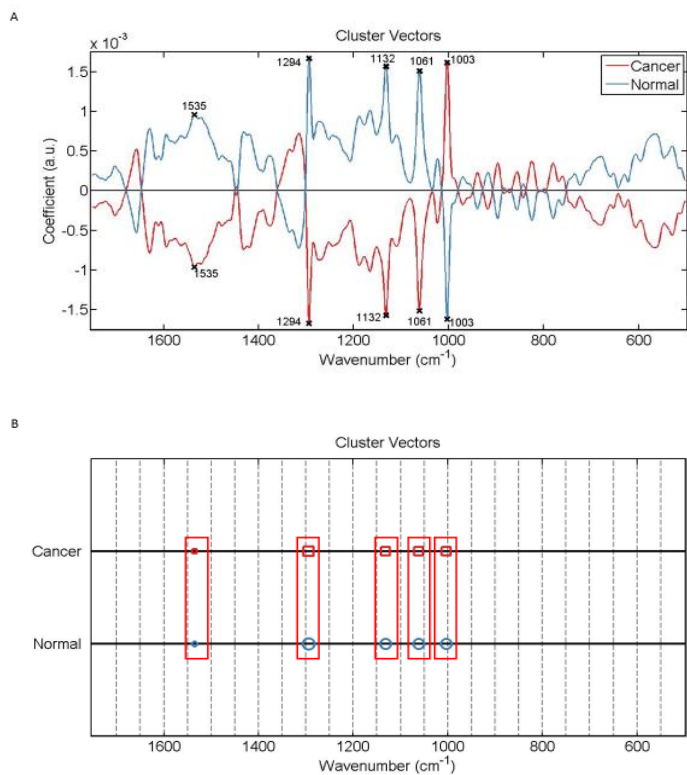 A
x 10⁻³
Cluster Vectors
1294
1132
1061
1003
Cancer
Normal
1535
1.5
1
0.5
0
-0.5
-1
-1.5
Coefficient (a.u.)
1535
1294
1132
1061
1003
1600 1400 1200 1000 800 600
Wavenumber (cm⁻¹)
B
Cluster Vectors
Cancer
Normal
1600 1400 1200 1000 800 600
Wavenumber (cm⁻¹)